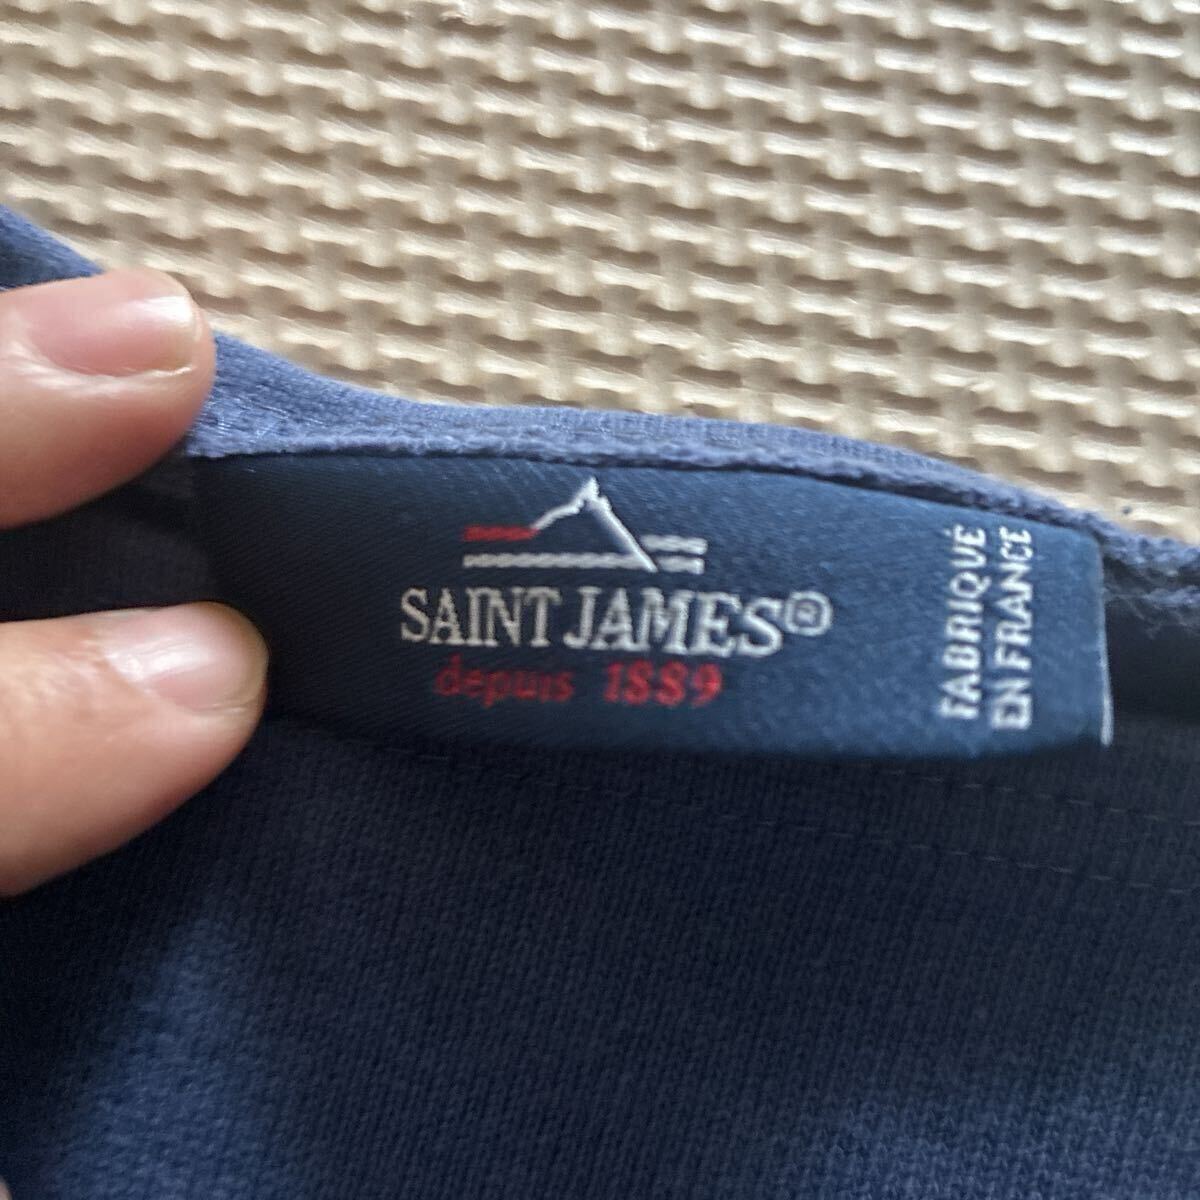 SAINT JAMES®
depuis 1889
FABRIQUÉ
EN FRANCE